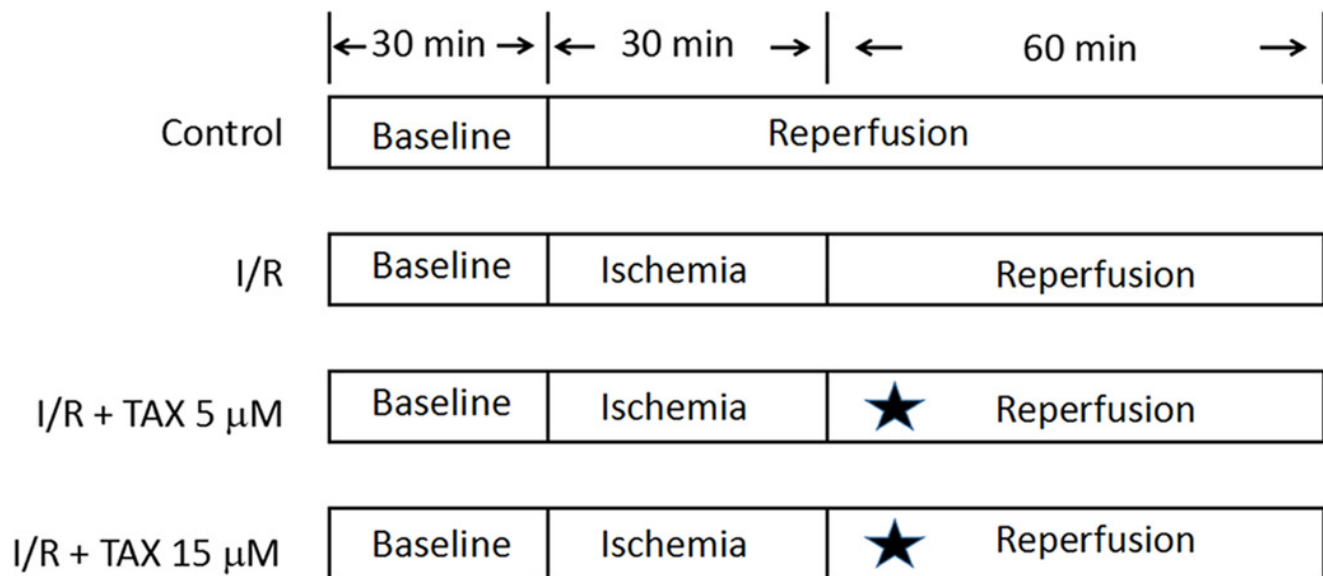 ←30 min→ ← 30 min → ← 60 min →
Control Baseline Reperfusion
I/R Baseline Ischemia Reperfusion
I/R + TAX 5 μM Baseline Ischemia ★ Reperfusion
I/R + TAX 15 μM Baseline Ischemia ★ Reperfusion